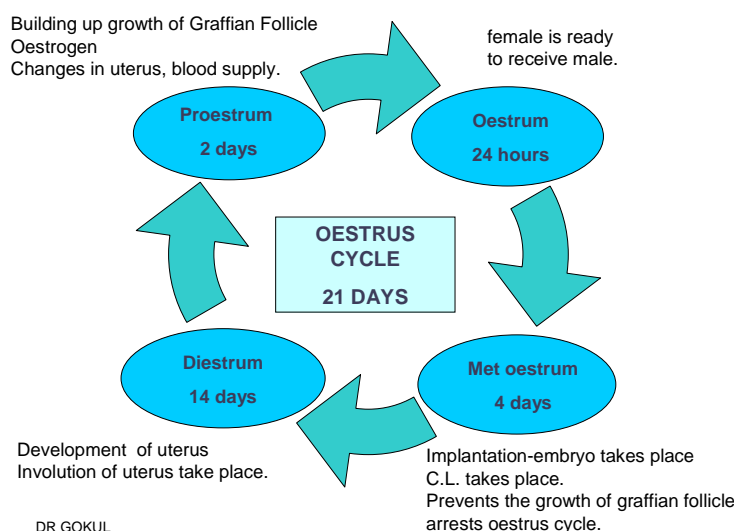 Building up growth of Graffian Follicle
Oestrogen
Changes in uterus, blood supply.
female is ready
to receive male.
Proestrum
2 days
Oestrum
24 hours
OESTRUS
CYCLE
21 DAYS
Diestrum
14 days
Met oestrum
4 days
Development of uterus
Involution of uterus take place.
Implantation-embryo takes place
C.L. takes place.
Prevents the growth of graffian follicle
arrests oestrus cycle.
DR GOKUL